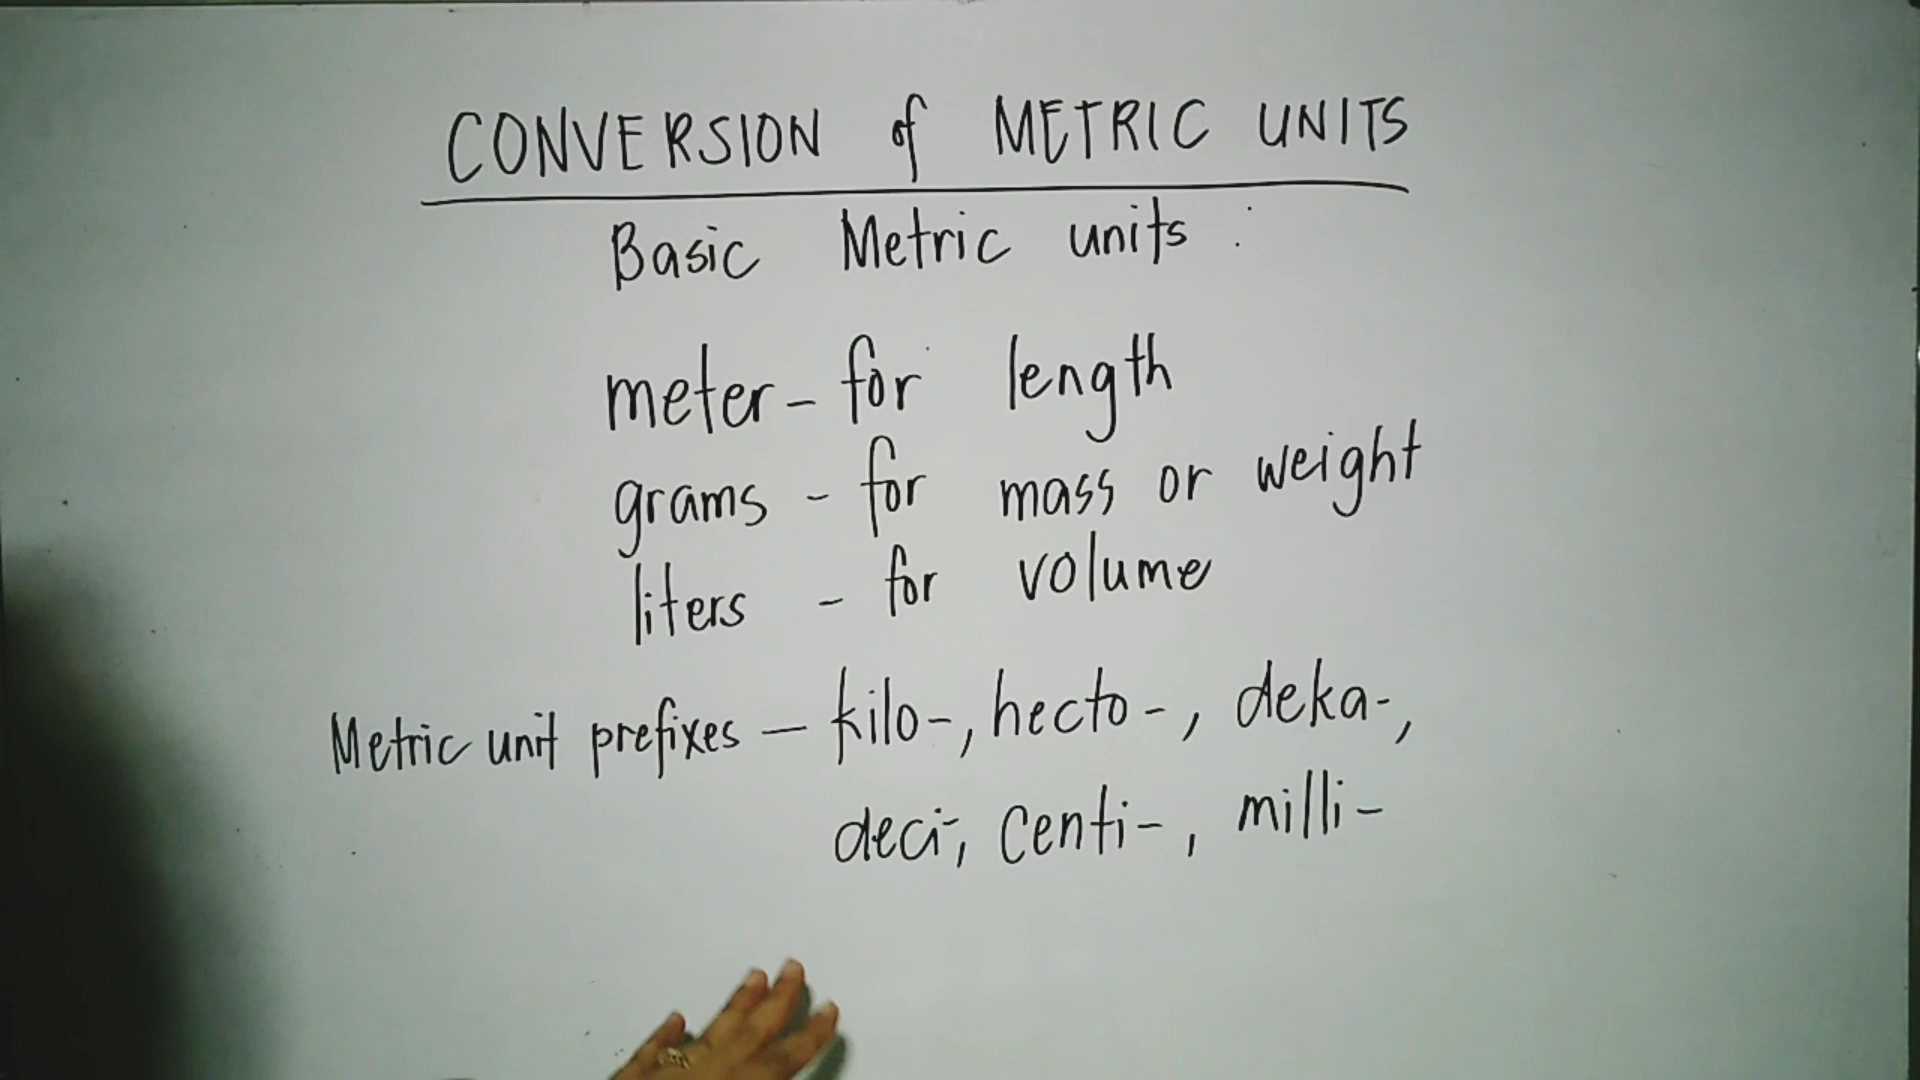 CONVERSION of METRIC UNITS
Basic Metric units :
meter - for length
grams - for mass or weight
liters - for volume
Metric unit prefixes - kilo-, hecto-, deka-,
deci-, centi-, milli-